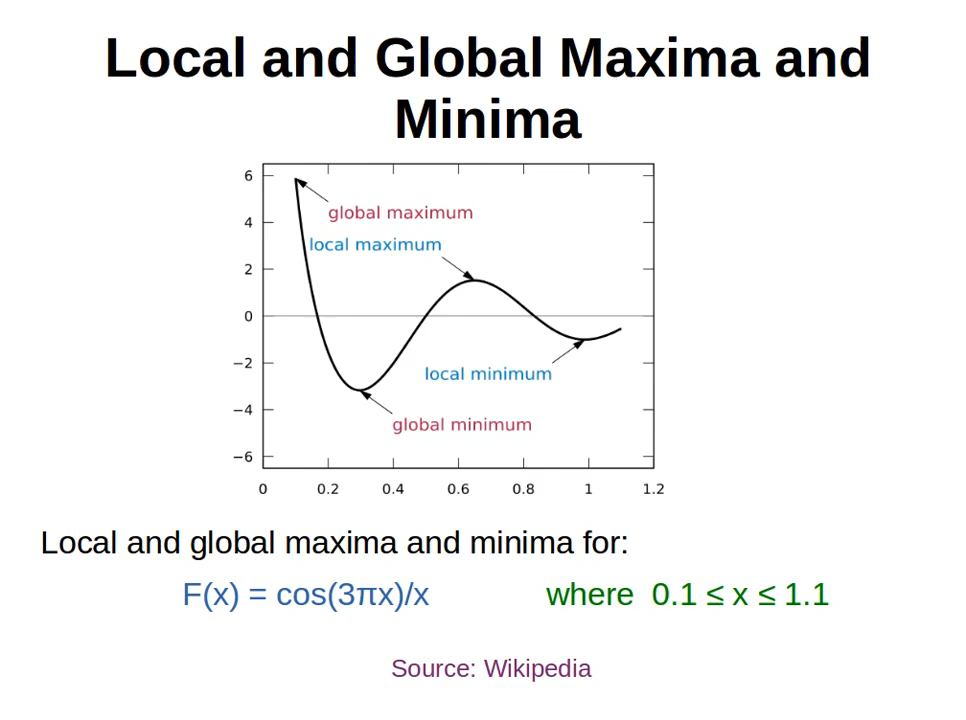 Local and Global Maxima and
Minima
6
global maximum
4
local maximum
2
0
−2
local minimum
−4
global minimum
−6
0 0.2 0.4 0.6 0.8 1 1.2
Local and global maxima and minima for:
F(x) = cos(3πx)/x where 0.1 ≤ x ≤ 1.1
Source: Wikipedia